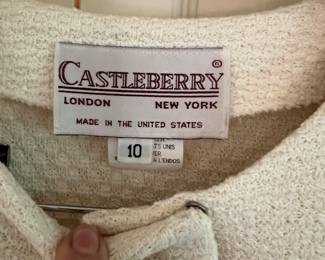 CASTLEBERRY®
LONDON NEW YORK
MADE IN THE UNITED STATES
10